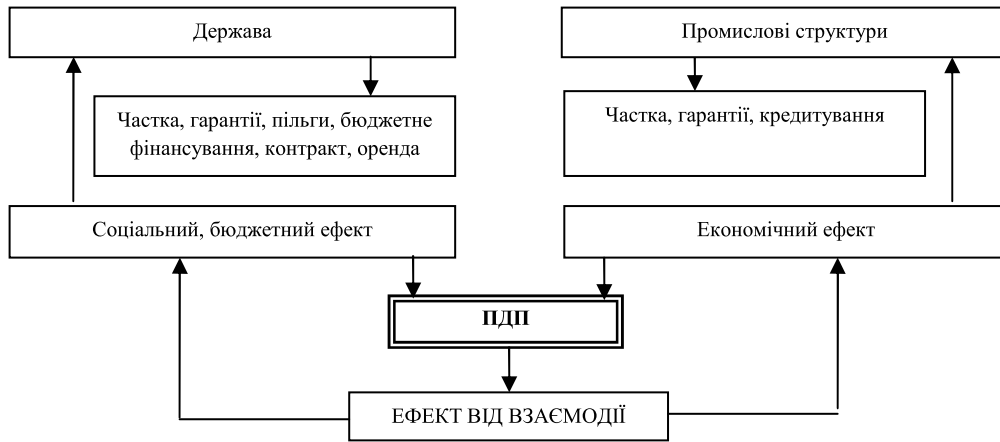 Держава
Промислові структури
Частка, гарантії, пільги, бюджетне
фінансування, контракт, оренда
Частка, гарантії, кредитування
Соціальний, бюджетний ефект
Економічний ефект
ПДП
ЕФЕКТ ВІД ВЗАЄМОДІЇ